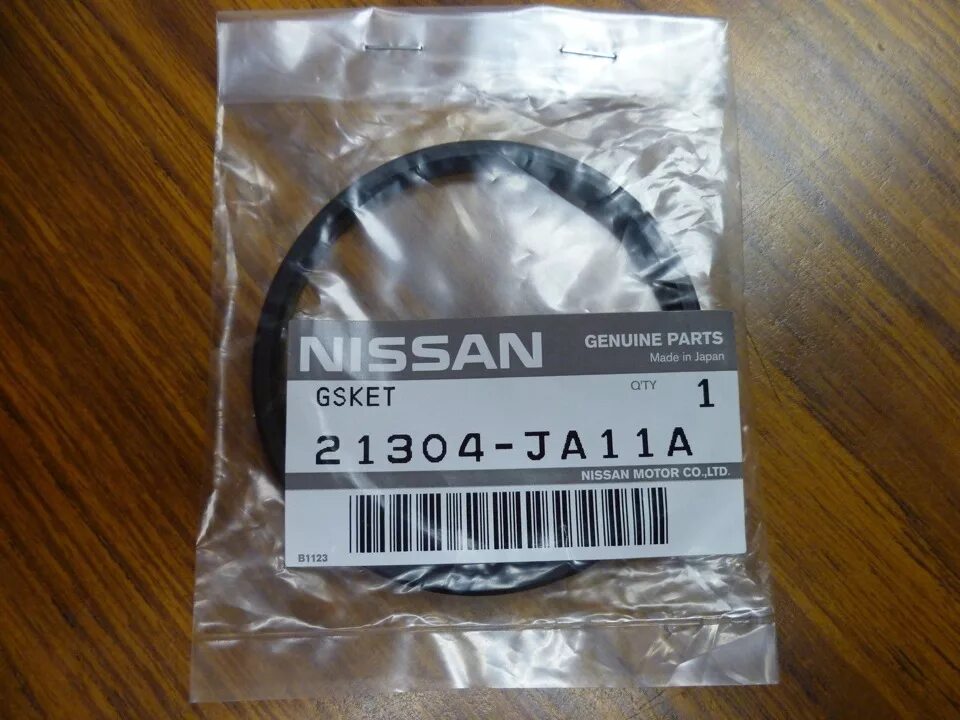 NISSAN GENUINE PARTS
Made in Japan
GSKET Q'TY 1
21304-JA11A
NISSAN MOTOR CO.,LTD.
B1123